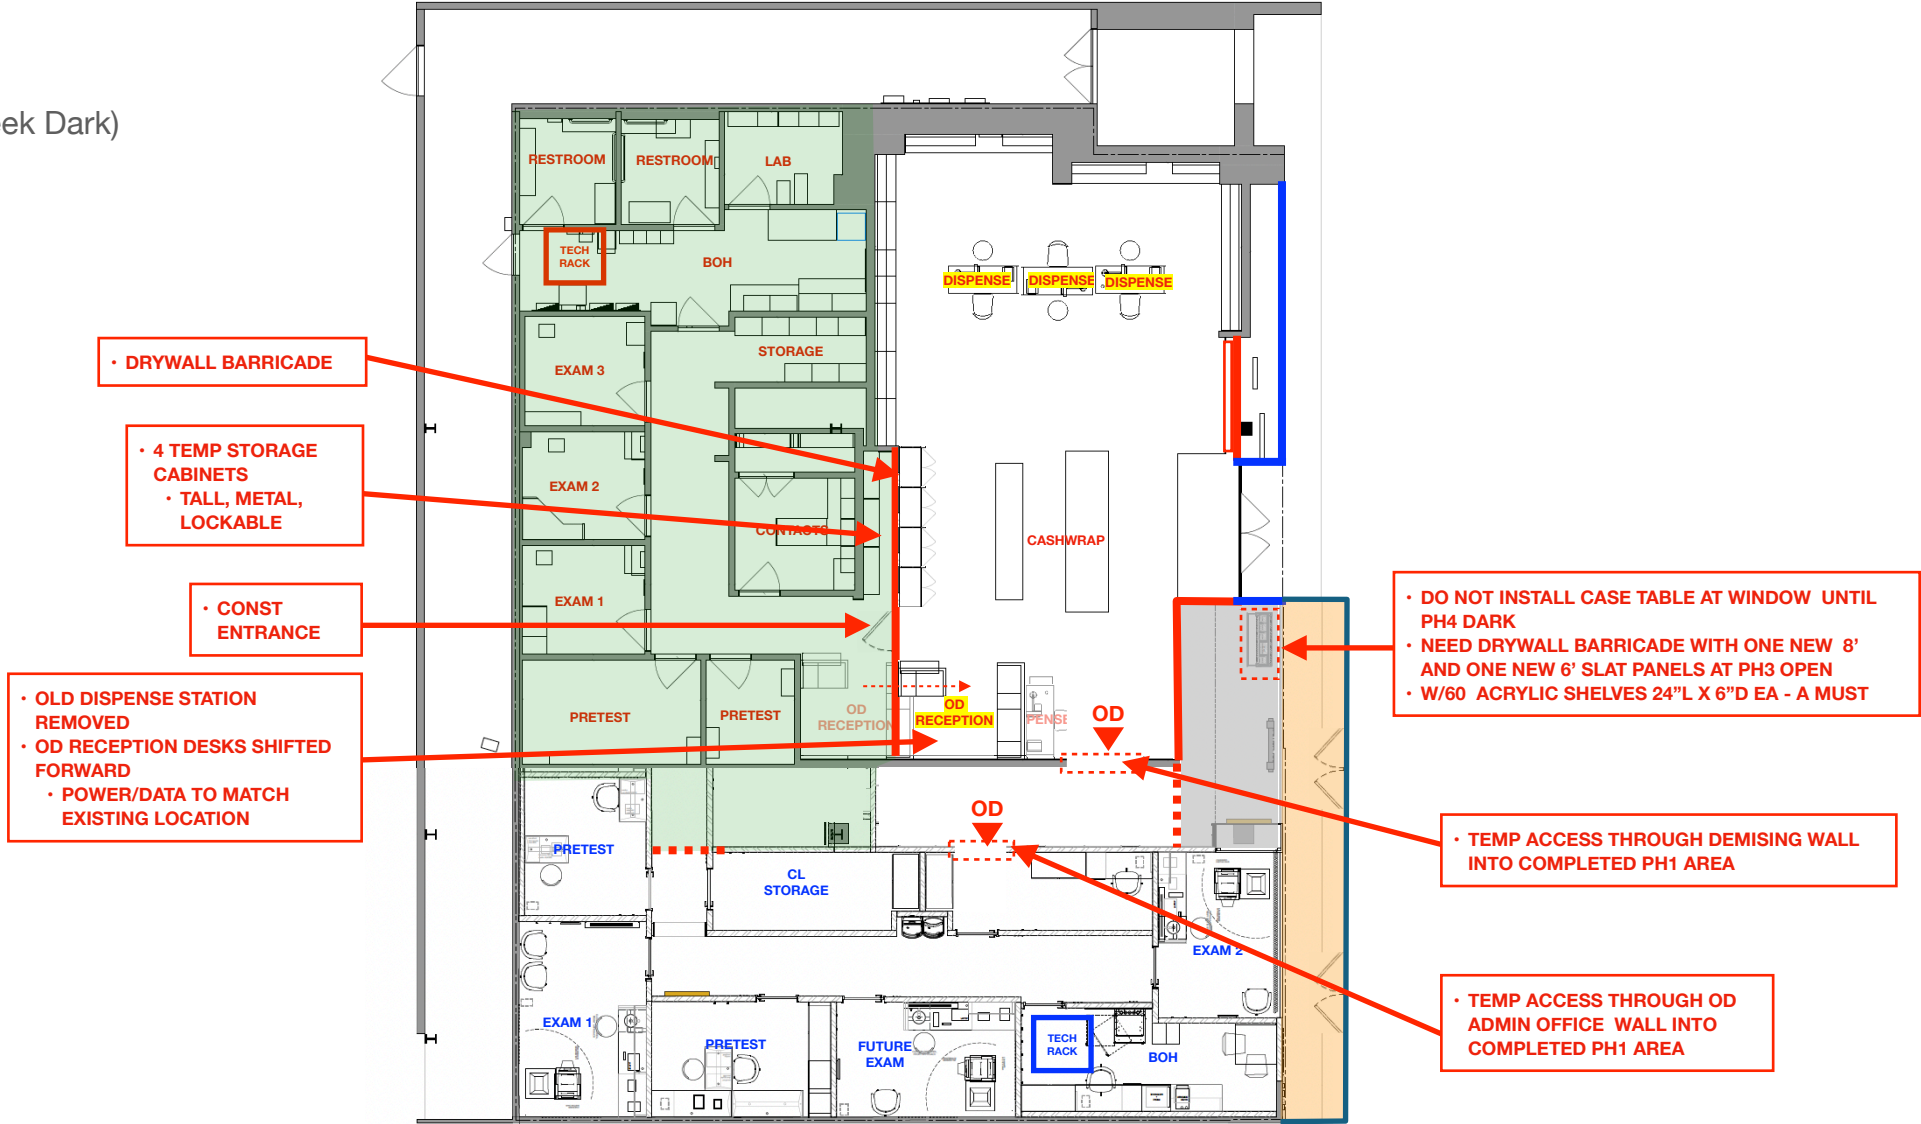 eek Dark)
RESTROOM
RESTROOM
LAB
TECH
RACK
BOH
DISPENSE
DISPENSE
DISPENSE
STORAGE
EXAM 3
• DRYWALL BARRICADE
• 4 TEMP STORAGE
CABINETS
• TALL, METAL,
LOCKABLE
EXAM 2
CONTACTS
CASHWRAP
• CONST
ENTRANCE
EXAM 1
• DO NOT INSTALL CASE TABLE AT WINDOW UNTIL
PH4 DARK
• NEED DRYWALL BARRICADE WITH ONE NEW 8’
AND ONE NEW 6’ SLAT PANELS AT PH3 OPEN
• W/60 ACRYLIC SHELVES 24”L X 6”D EA - A MUST
• OLD DISPENSE STATION
REMOVED
• OD RECEPTION DESKS SHIFTED
FORWARD
• POWER/DATA TO MATCH
EXISTING LOCATION
PRETEST
PRETEST
OD
RECEPTION
OD
RECEPTION
PENSE
OD
OD
• TEMP ACCESS THROUGH DEMISING WALL
INTO COMPLETED PH1 AREA
PRETEST
CL
STORAGE
EXAM 2
• TEMP ACCESS THROUGH OD
ADMIN OFFICE WALL INTO
COMPLETED PH1 AREA
EXAM 1
PRETEST
FUTURE
EXAM
TECH
RACK
BOH